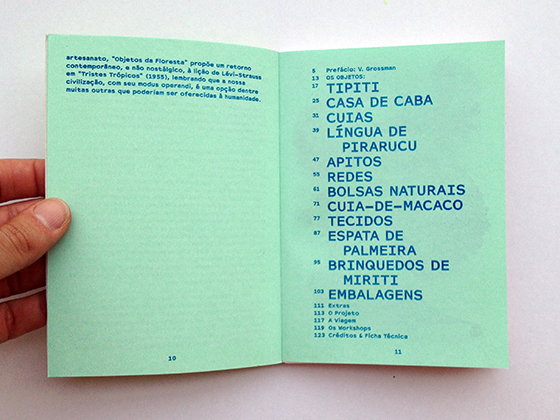 artesanato, "Objetos da Floresta" propõe um retorno
contemporâneo, e não nostálgico, à lição de Lévi-Strauss
em "Tristes Trópicos" (1955), lembrando que a nossa
civilização, com seu modus operandi, é uma opção dentre
muitas outras que poderiam ser oferecidas à humanidade.
10
5 Prefácio: V. Grossman
13 OS OBJETOS:
17 TIPITI
25 CASA DE CABA
31 CUIAS
39 LÍNGUA DE
PIRARUCU
47 APITOS
55 REDES
61 BOLSAS NATURAIS
71 CUIA-DE-MACACO
77 TECIDOS
87 ESPATA DE
PALMEIRA
95 BRINQUEDOS DE
MIRITI
103 EMBALAGENS
111 Extras
113 O Projeto
117 A Viagem
119 Os Workshops
123 Créditos & Ficha Técnica
11